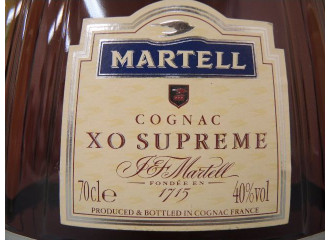 MARTELL
COGNAC
XO SUPREME
J&F Martell
FONDÉE EN
70cl e 1715 40%vol
PRODUCED & BOTTLED IN COGNAC FRANCE